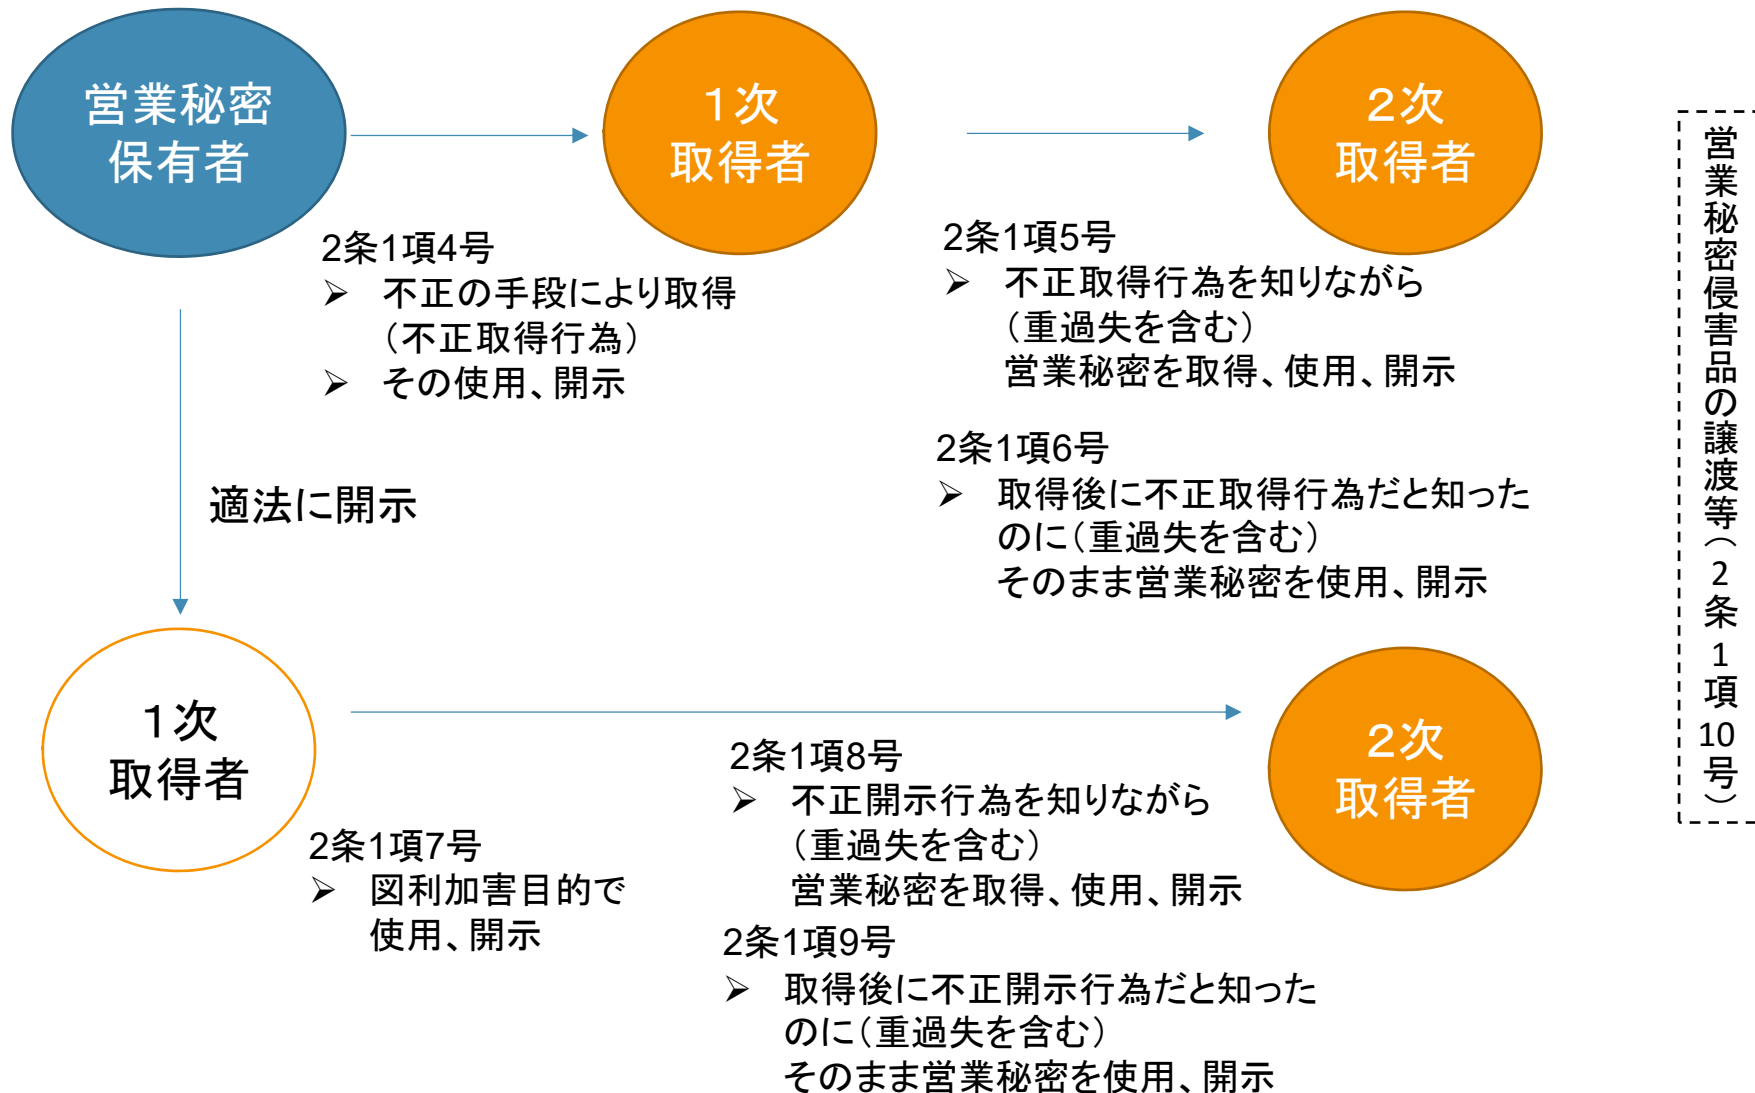 営業秘密
保有者
1次
取得者
2次
取得者
2条1項4号
➢ 不正の手段により取得
（不正取得行為）
➢ その使用、開示
2条1項5号
➢ 不正取得行為を知りながら
（重過失を含む）
営業秘密を取得、使用、開示
2条1項6号
➢ 取得後に不正取得行為だと知った
のに（重過失を含む）
そのまま営業秘密を使用、開示
適法に開示
1次
取得者
2条1項7号
➢ 図利加害目的で
使用、開示
2条1項8号
➢ 不正開示行為を知りながら
（重過失を含む）
営業秘密を取得、使用、開示
2条1項9号
➢ 取得後に不正開示行為だと知った
のに（重過失を含む）
そのまま営業秘密を使用、開示
2次
取得者
営業秘密侵害品の譲渡等（2条1項10号）